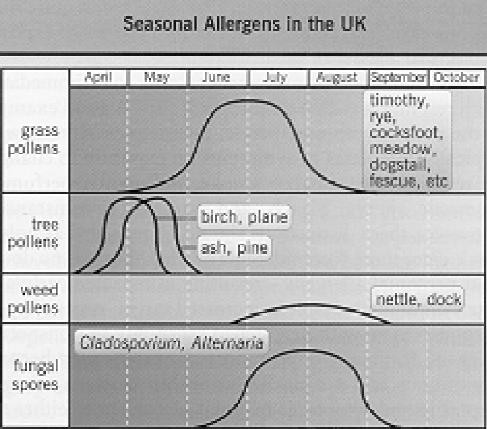 Seasonal Allergens in the UK
April May June July August September October
grass
pollens
timothy,
rye,
cocksfoot,
meadow,
dogstail,
fescue, etc
tree
pollens
birch, plane
ash, pine
weed
pollens
nettle, dock
fungal
spores
Cladosporium, Alternaria